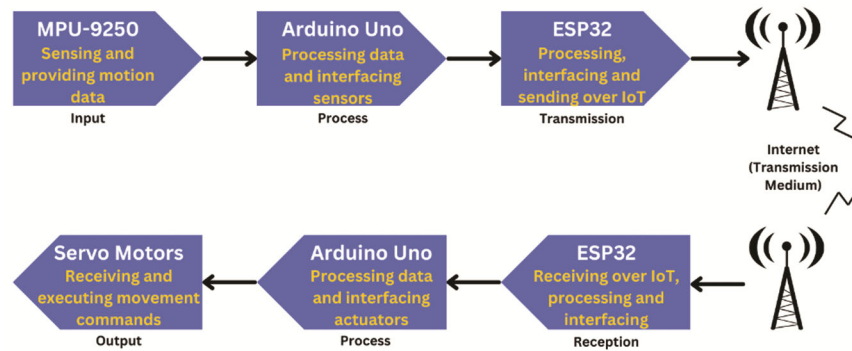 MPU-9250
Sensing and
providing motion
data
Input
Arduino Uno
Processing data
and interfacing
sensors
Process
ESP32
Processing,
interfacing and
sending over IoT
Transmission
Internet
(Transmission
Medium)
Servo Motors
Receiving and
executing movement
commands
Output
Arduino Uno
Processing data
and interfacing
actuators
Process
ESP32
Receiving over IoT,
processing and
interfacing
Reception